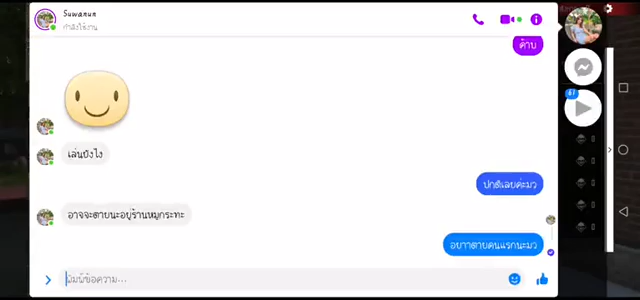 Suwanun
กำลังใช้งาน
ค้าบ
เล่นยังไง
ปกติเลยค่ะมว
อาจจะตายนะอยู่ร้านหมูกระทะ
อยาาตายคนแรกนะมว
พิมพ์ข้อความ...
61